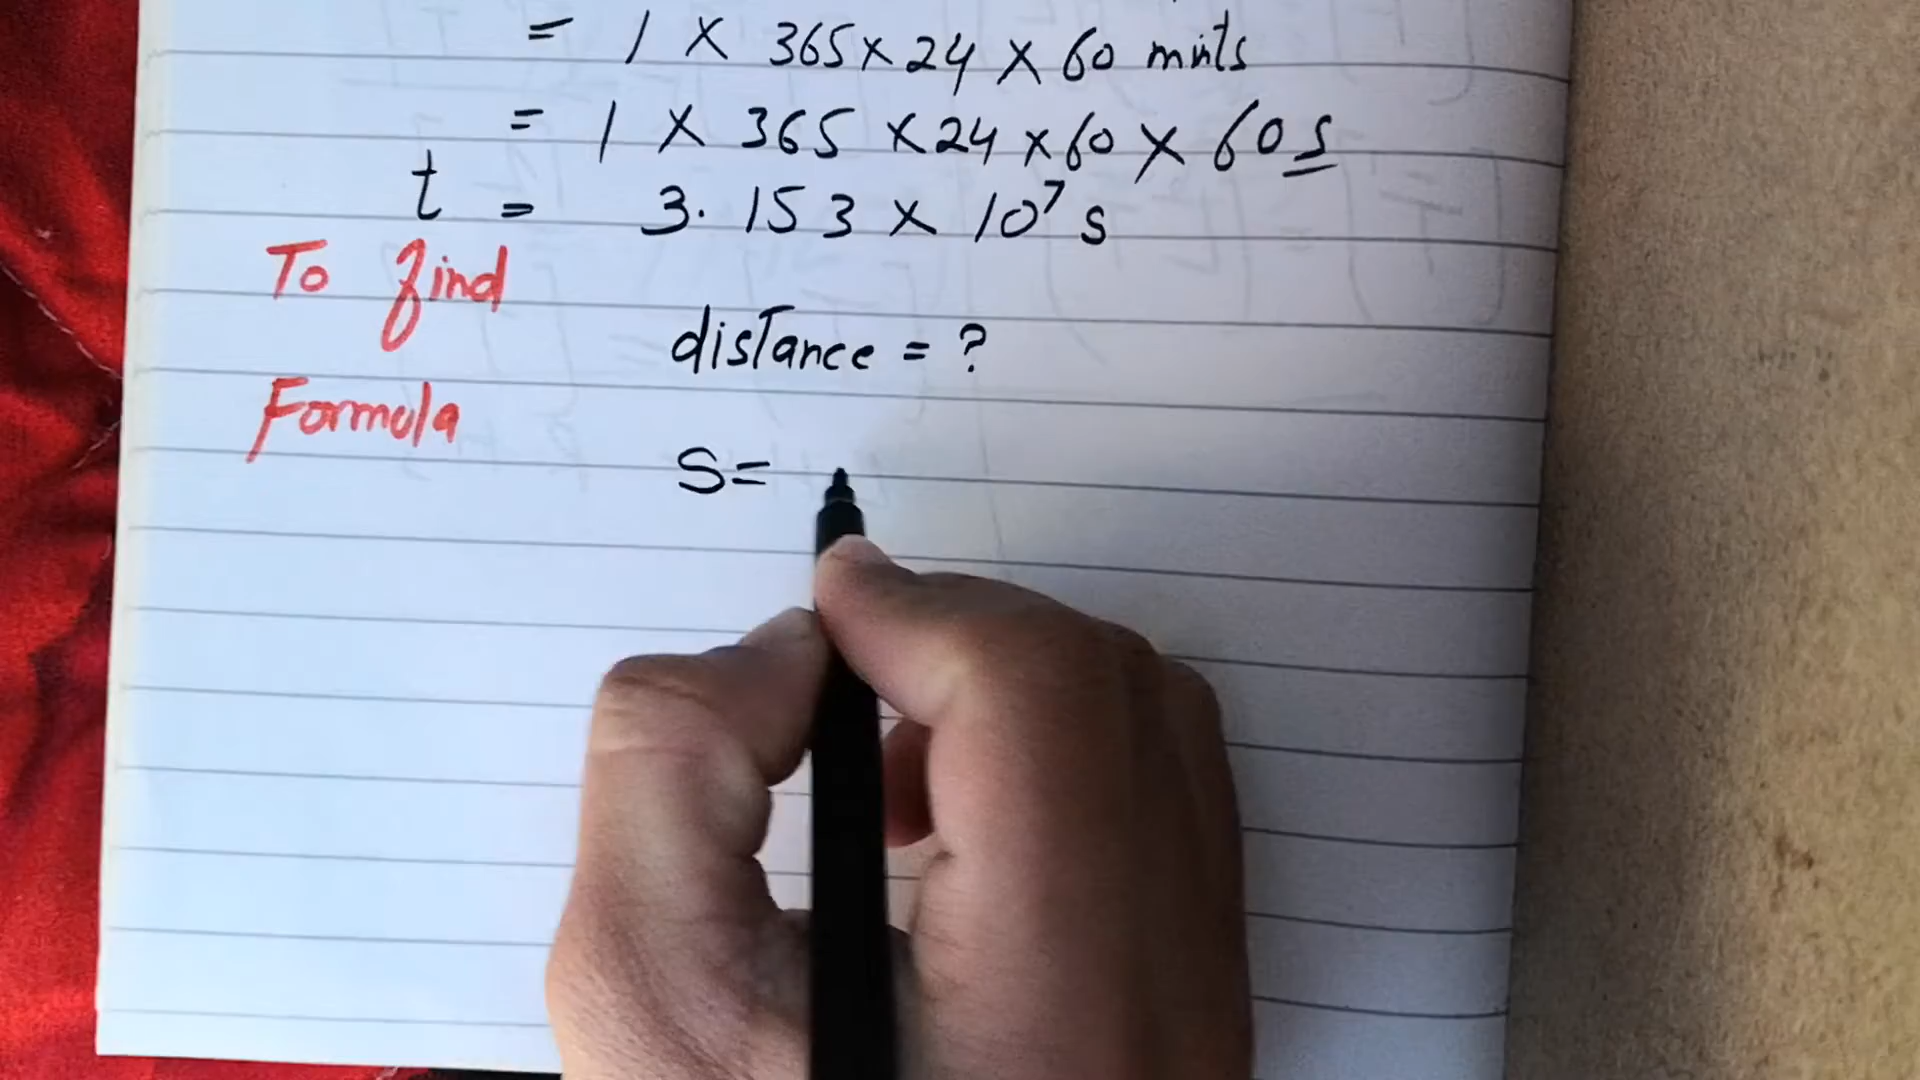 = 1 × 365 × 24 × 60 mints
= 1 × 365 × 24 × 60 × 60 s
t = 3.153 × 10⁷ s
To find
distance = ?
Formula
S =